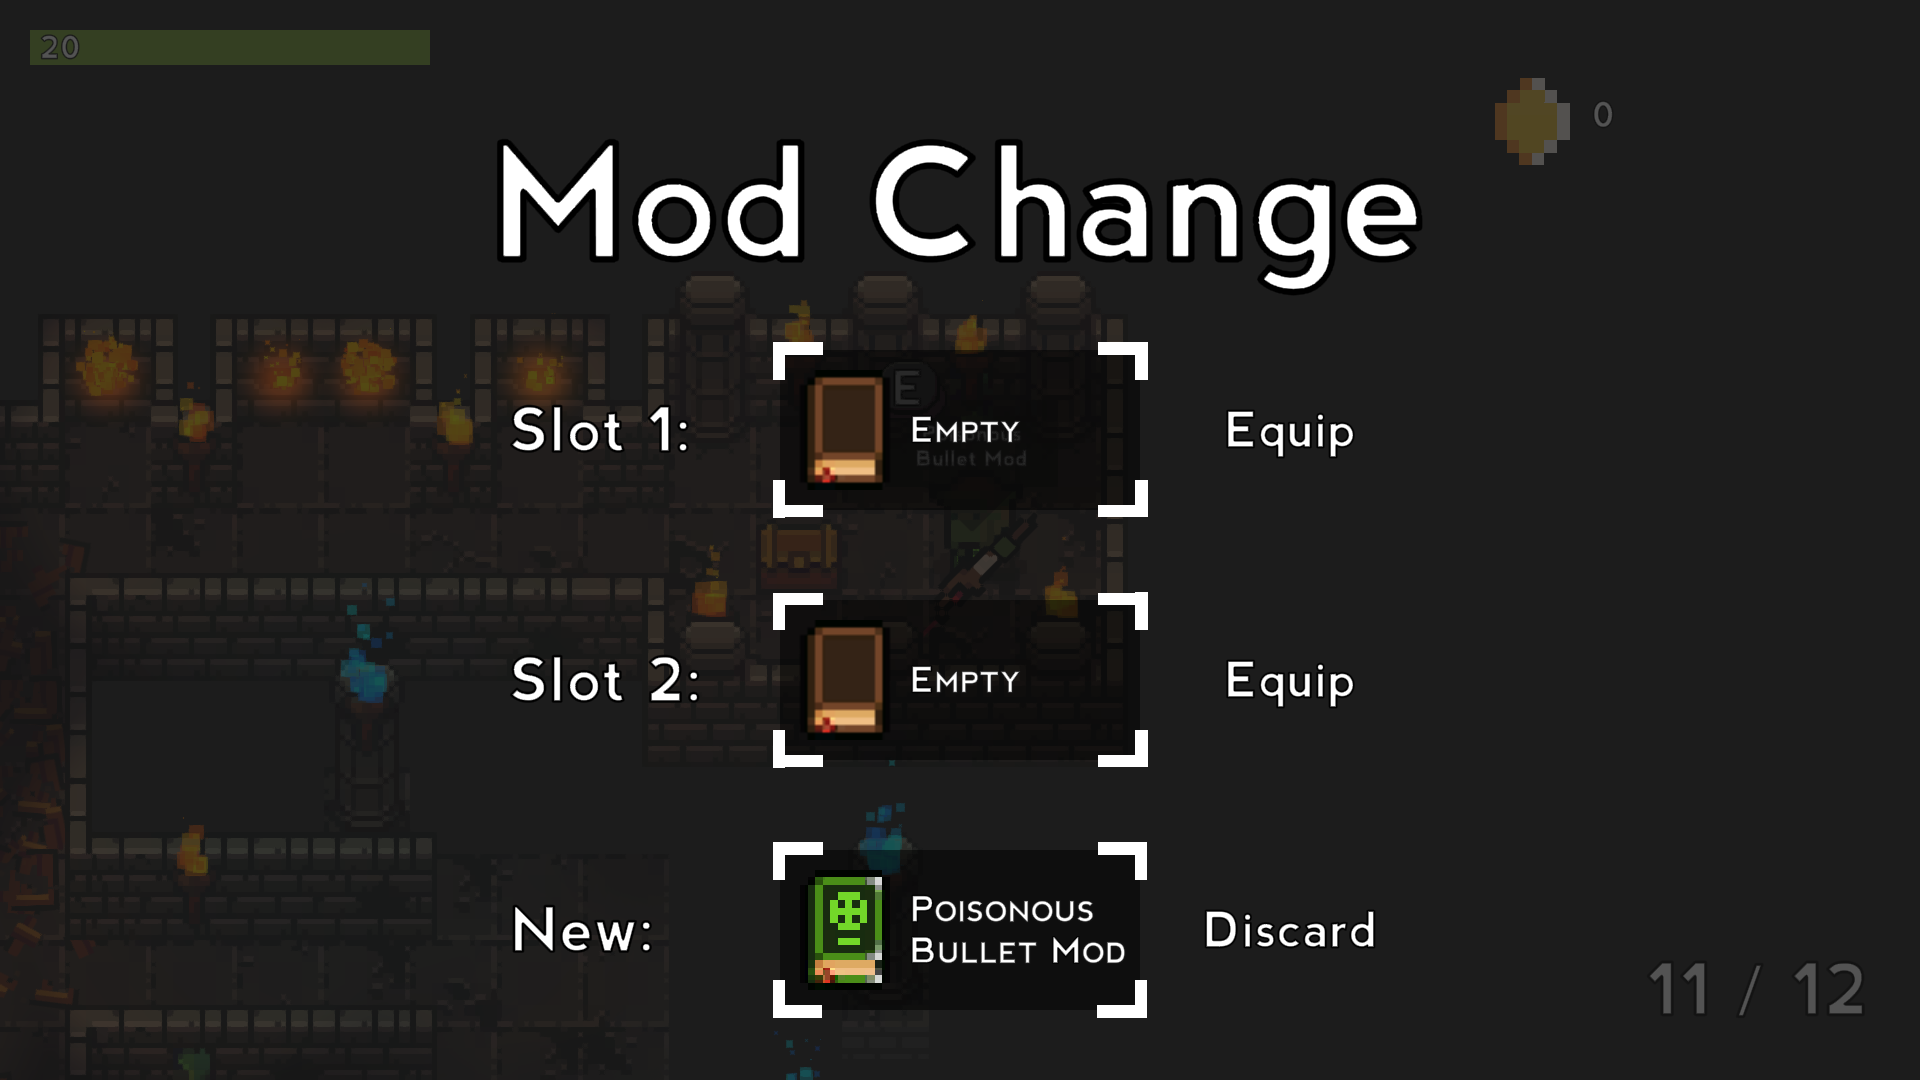 20
0
Mod Change
E
Slot 1:
Empty
Equip
Bullet Mod
Slot 2:
Empty
Equip
New:
Poisonous
Bullet Mod
Discard
11 / 12